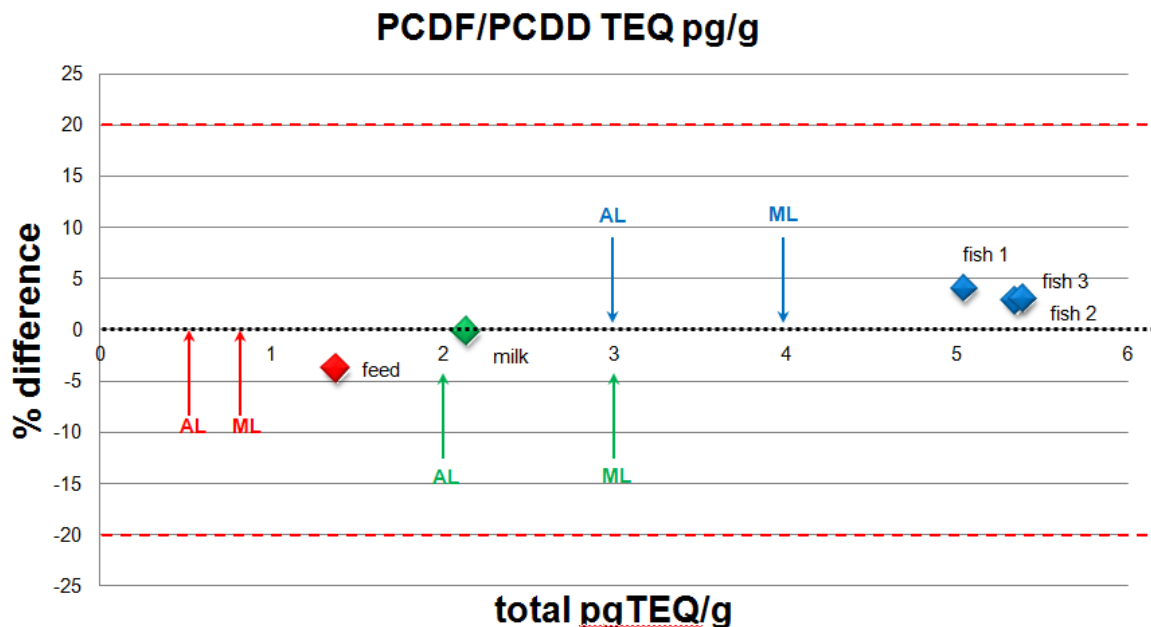 PCDF/PCDD TEQ pg/g
25
20
15
10
5
0
-5
-10
-15
-20
-25
% difference
0
1
2
3
4
5
6
AL
ML
fish 1
fish 3
fish 2
feed
milk
AL
ML
AL
ML
total pgTEQ/g